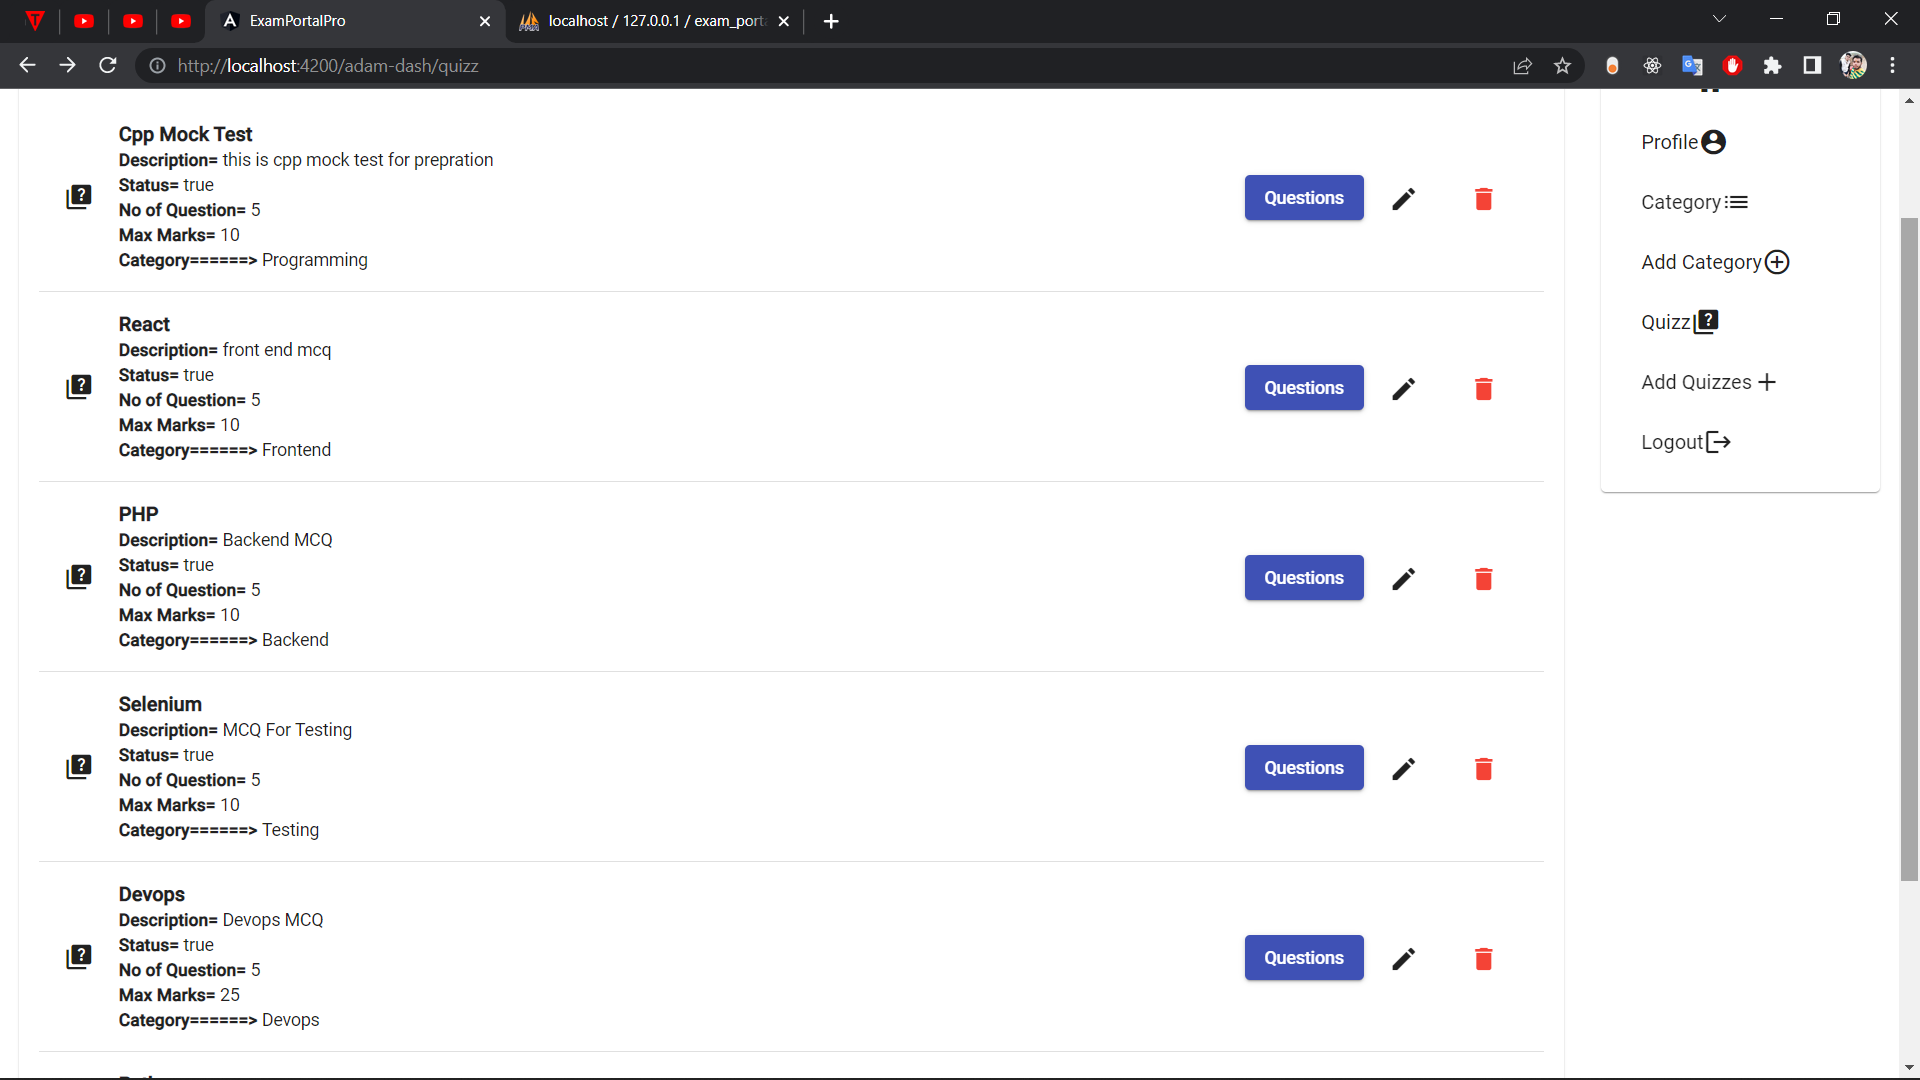 ExamPortalPro
localhost / 127.0.0.1 / exam_port
http://localhost:4200/adam-dash/quizz
Cpp Mock Test
Description= this is cpp mock test for prepration
Status= true
No of Question= 5
Max Marks= 10
Category======> Programming
Questions
React
Description= front end mcq
Status= true
No of Question= 5
Max Marks= 10
Category======> Frontend
Questions
PHP
Description= Backend MCQ
Status= true
No of Question= 5
Max Marks= 10
Category======> Backend
Questions
Selenium
Description= MCQ For Testing
Status= true
No of Question= 5
Max Marks= 10
Category======> Testing
Questions
Devops
Description= Devops MCQ
Status= true
No of Question= 5
Max Marks= 25
Category======> Devops
Questions
Profile
Category
Add Category
Quizz
Add Quizzes
Logout